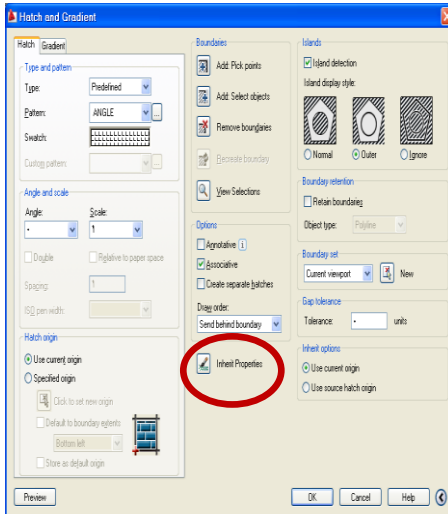 Hatch and Gradient
Hatch
Gradient
Type and pattern
Type:
Predefined
Pattern:
ANGLE
...
Swatch:
Custom pattern:
...
Angle and scale
Angle:
Scale:
-
1
Double
Relative to paper space
Spacing:
1
ISO pen width:
Hatch origin
Use current origin
Specified origin
Click to set new origin
Default to boundary extents
Bottom left
Store as default origin
Boundaries
Add: Pick points
Add: Select objects
Remove boundaries
Recreate boundary
View Selections
Options
Annotative
Associative
Create separate hatches
Draw order:
Send behind boundary
Inherit Properties
Islands
Island detection
Island display style:
Normal
Outer
Ignore
Boundary retention
Retain boundaries
Object type:
Polyline
Boundary set
Current viewport
New
Gap tolerance
Tolerance:
-
units
Inherit options
Use current origin
Use source hatch origin
Preview
OK
Cancel
Help